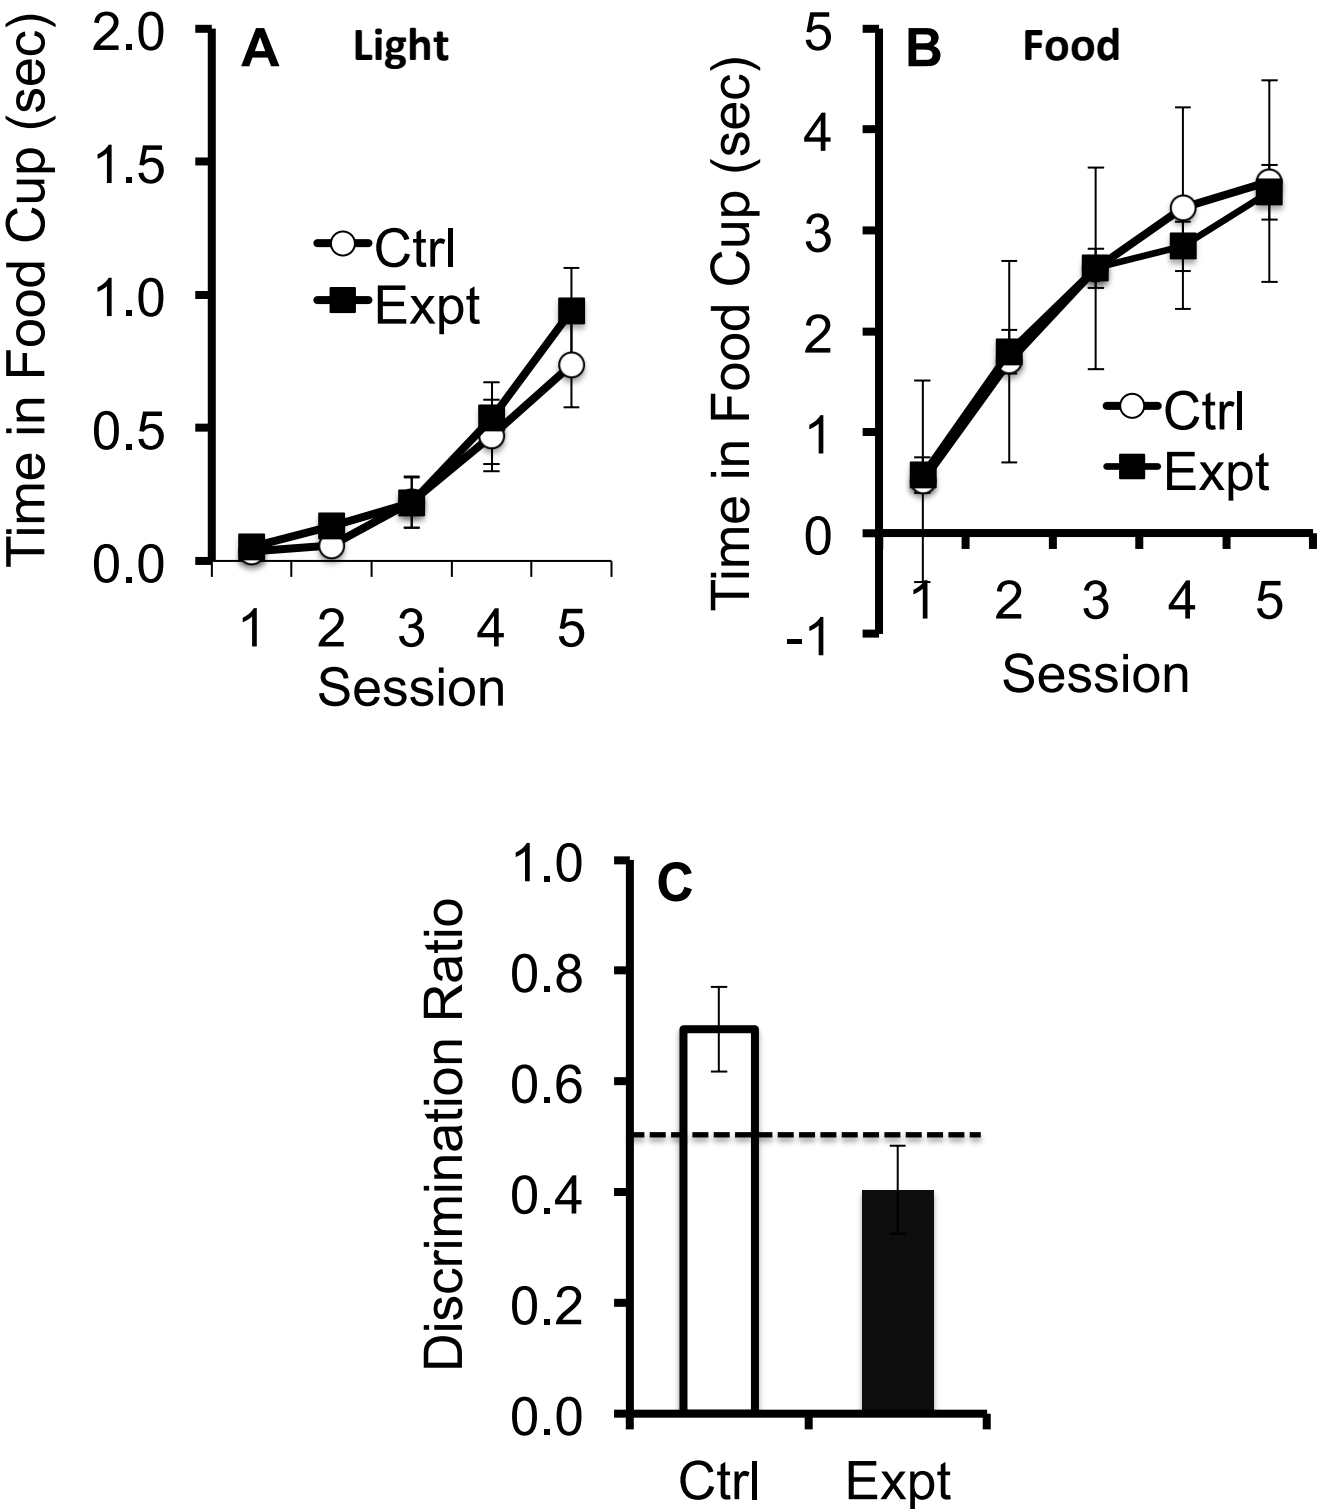 A Light
Time in Food Cup (sec)
2.0
1.5
1.0
0.5
0.0
Ctrl
Expt
1 2 3 4 5
Session
B Food
Time in Food Cup (sec)
5
4
3
2
1
0
-1
Ctrl
Expt
1 2 3 4 5
Session
C
Discrimination Ratio
1.0
0.8
0.6
0.4
0.2
0.0
Ctrl Expt